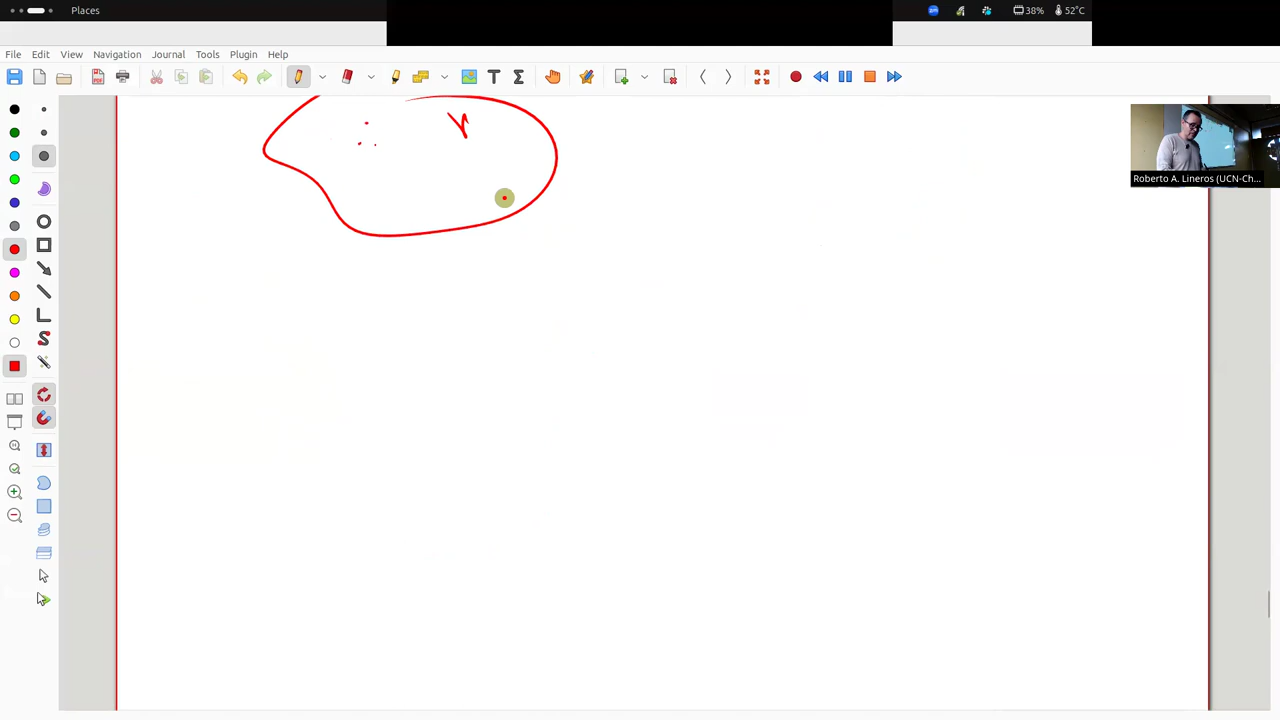 Places
38%
52°C
File Edit View Navigation Journal Tools Plugin Help
Roberto A. Lineros (UCN-Ch...